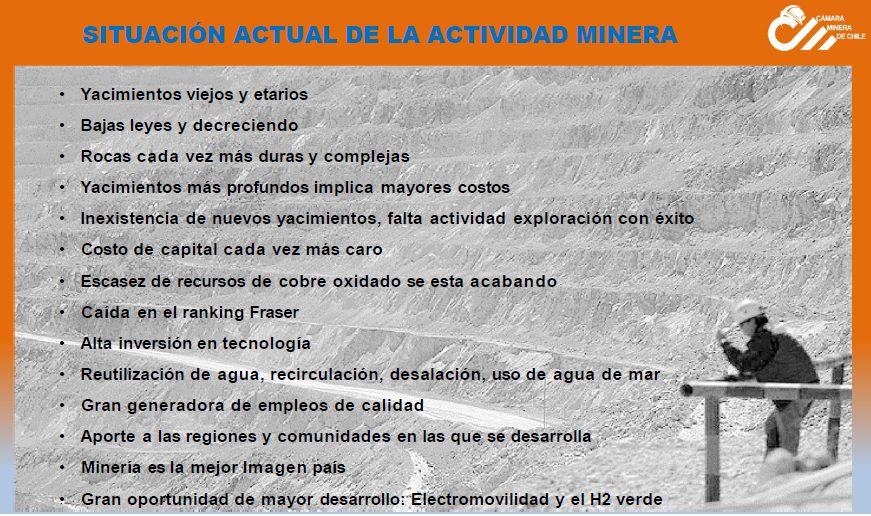 SITUACIÓN ACTUAL DE LA ACTIVIDAD MINERA
CÁMARA
MINERA
DE CHILE
• Yacimientos viejos y etarios
• Bajas leyes y decreciendo
• Rocas cada vez más duras y complejas
• Yacimientos más profundos implica mayores costos
• Inexistencia de nuevos yacimientos, falta actividad exploración con éxito
• Costo de capital cada vez más caro
• Escasez de recursos de cobre oxidado se esta acabando
• Caída en el ranking Fraser
• Alta inversión en tecnología
• Reutilización de agua, recirculación, desalación, uso de agua de mar
• Gran generadora de empleos de calidad
• Aporte a las regiones y comunidades en las que se desarrolla
• Minería es la mejor Imagen país
• Gran oportunidad de mayor desarrollo: Electromovilidad y el H2 verde